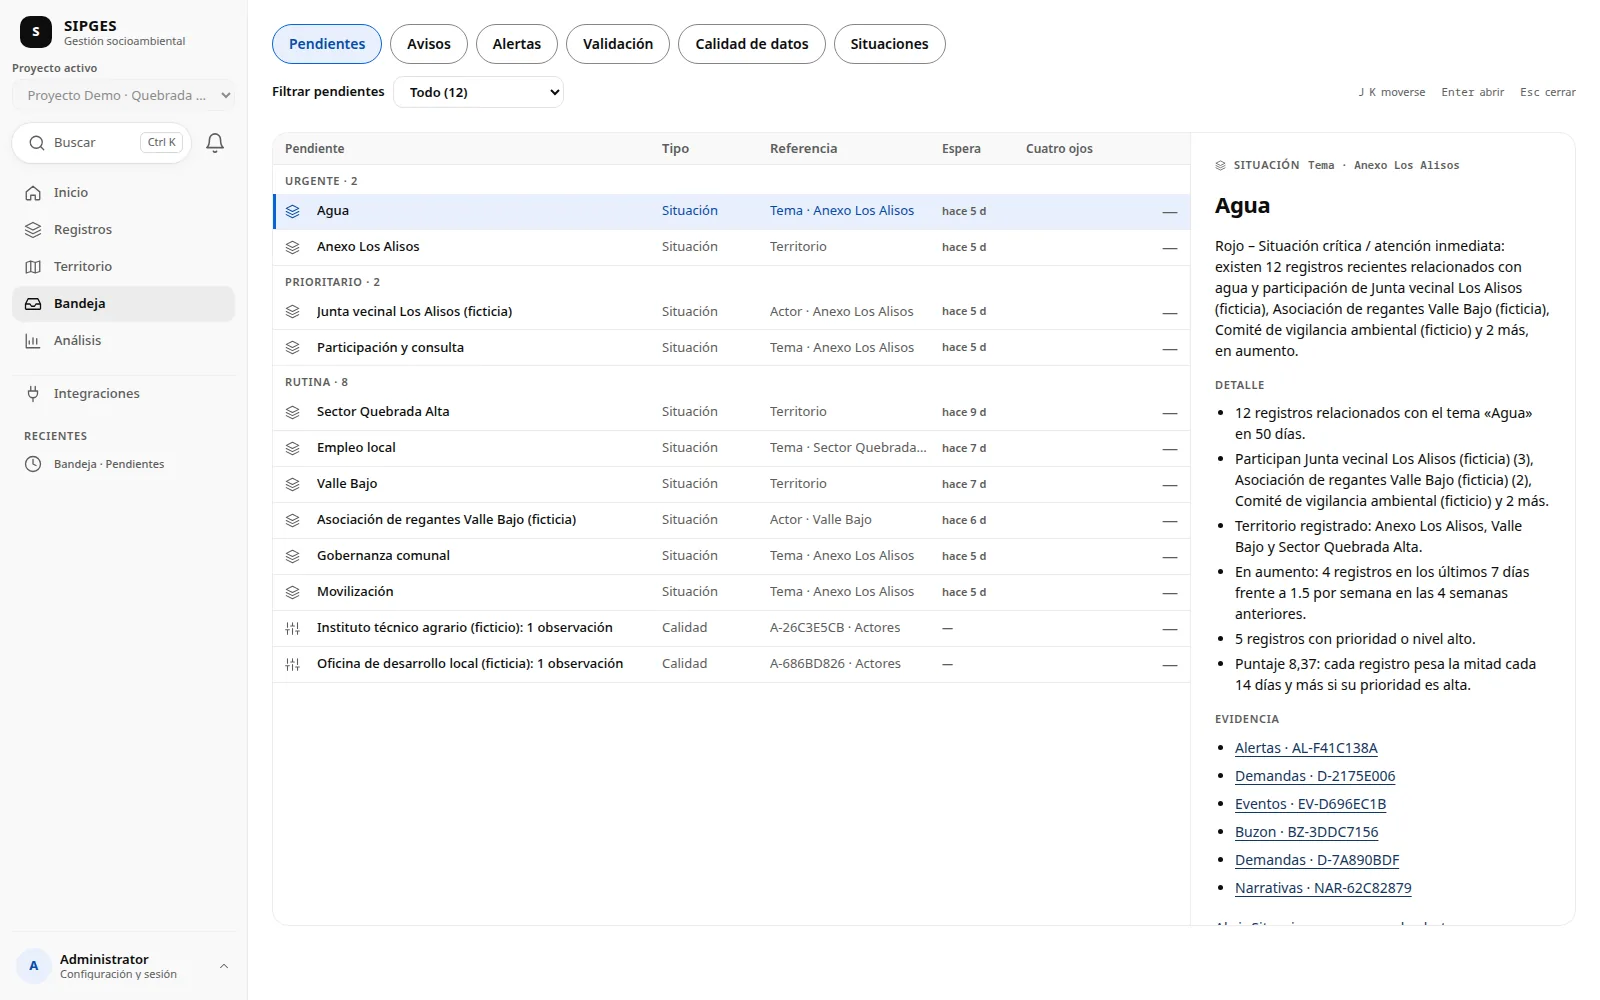 S
SIPGES
Gestión socioambiental
Proyecto activo
Proyecto Demo · Quebrada ...
Buscar
Ctrl K
Inicio
Registros
Territorio
Bandeja
Análisis
Integraciones
RECIENTES
Bandeja · Pendientes
A
Administrator
Configuración y sesión
Pendientes Avisos Alertas Validación Calidad de datos Situaciones
Filtrar pendientes Todo (12)
J K moverse Enter abrir Esc cerrar
Pendiente Tipo Referencia Espera Cuatro ojos
URGENTE · 2
Agua Situación Tema · Anexo Los Alisos hace 5 d —
Anexo Los Alisos Situación Territorio hace 5 d —
PRIORITARIO · 2
Junta vecinal Los Alisos (ficticia) Situación Actor · Anexo Los Alisos hace 5 d —
Participación y consulta Situación Tema · Anexo Los Alisos hace 5 d —
RUTINA · 8
Sector Quebrada Alta Situación Territorio hace 9 d —
Empleo local Situación Tema · Sector Quebrada... hace 7 d —
Valle Bajo Situación Territorio hace 7 d —
Asociación de regantes Valle Bajo (ficticia) Situación Actor · Valle Bajo hace 6 d —
Gobernanza comunal Situación Tema · Anexo Los Alisos hace 5 d —
Movilización Situación Tema · Anexo Los Alisos hace 5 d —
Instituto técnico agrario (ficticio): 1 observación Calidad A-26C3E5CB · Actores — —
Oficina de desarrollo local (ficticia): 1 observación Calidad A-686BD826 · Actores — —
SITUACIÓN Tema · Anexo Los Alisos
Agua
Rojo – Situación crítica / atención inmediata:
existen 12 registros recientes relacionados con
agua y participación de Junta vecinal Los Alisos
(ficticia), Asociación de regantes Valle Bajo (ficticia),
Comité de vigilancia ambiental (ficticio) y 2 más,
en aumento.
DETALLE
• 12 registros relacionados con el tema «Agua»
en 50 días.
• Participan Junta vecinal Los Alisos (ficticia) (3),
Asociación de regantes Valle Bajo (ficticia) (2),
Comité de vigilancia ambiental (ficticio) y 2 más.
• Territorio registrado: Anexo Los Alisos, Valle
Bajo y Sector Quebrada Alta.
• En aumento: 4 registros en los últimos 7 días
frente a 1.5 por semana en las 4 semanas
anteriores.
• 5 registros con prioridad o nivel alto.
• Puntaje 8,37: cada registro pesa la mitad cada
14 días y más si su prioridad es alta.
EVIDENCIA
• Alertas · AL-F41C138A
• Demandas · D-2175E006
• Eventos · EV-D696EC1B
• Buzon · BZ-3DDC7156
• Demandas · D-7A890BDF
• Narrativas · NAR-62C82879